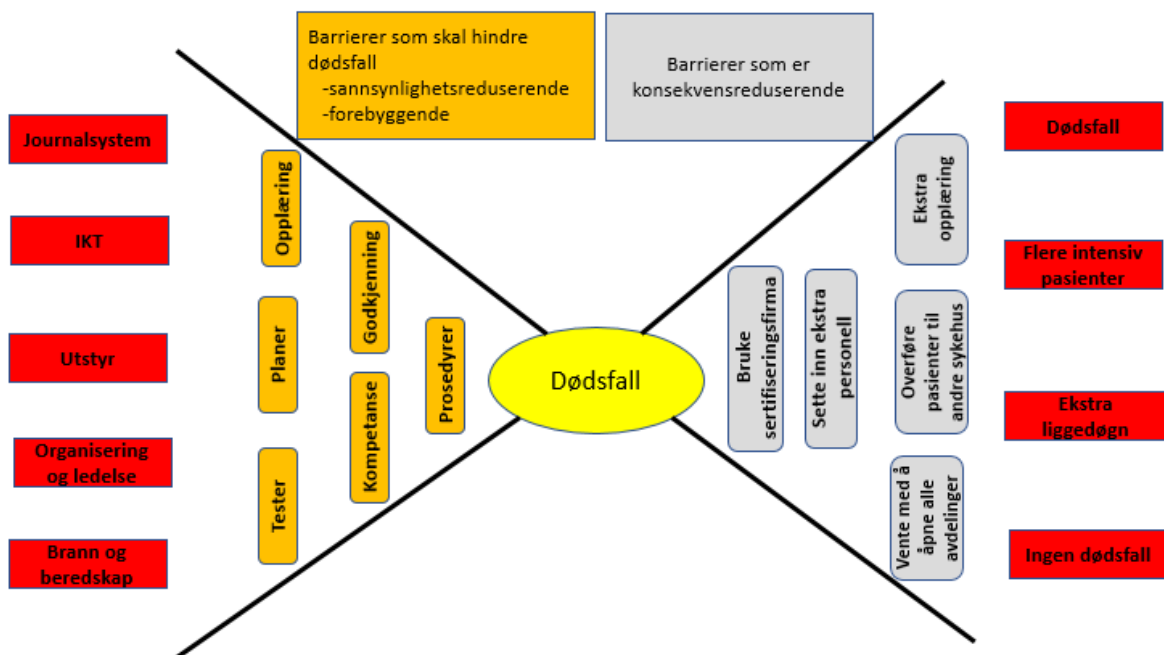 Barrierer som skal hindre
dødsfall
-sannsynlighetsreduserende
-forebyggende
Barrierer som er
konsekvensreduserende
Journalsystem
IKT
Utstyr
Organisering
og ledelse
Brann og
beredskap
Opplæring
Planer
Tester
Godkjenning
Kompetanse
Prosedyrer
Dødsfall
Bruke
sertifiseringsfirma
Sette inn ekstra
personell
Ekstra
opplæring
Overføre
pasienter til
andre sykehus
Vente med å
åpne alle
avdelinger
Dødsfall
Flere intensiv
pasienter
Ekstra
liggedøgn
Ingen dødsfall